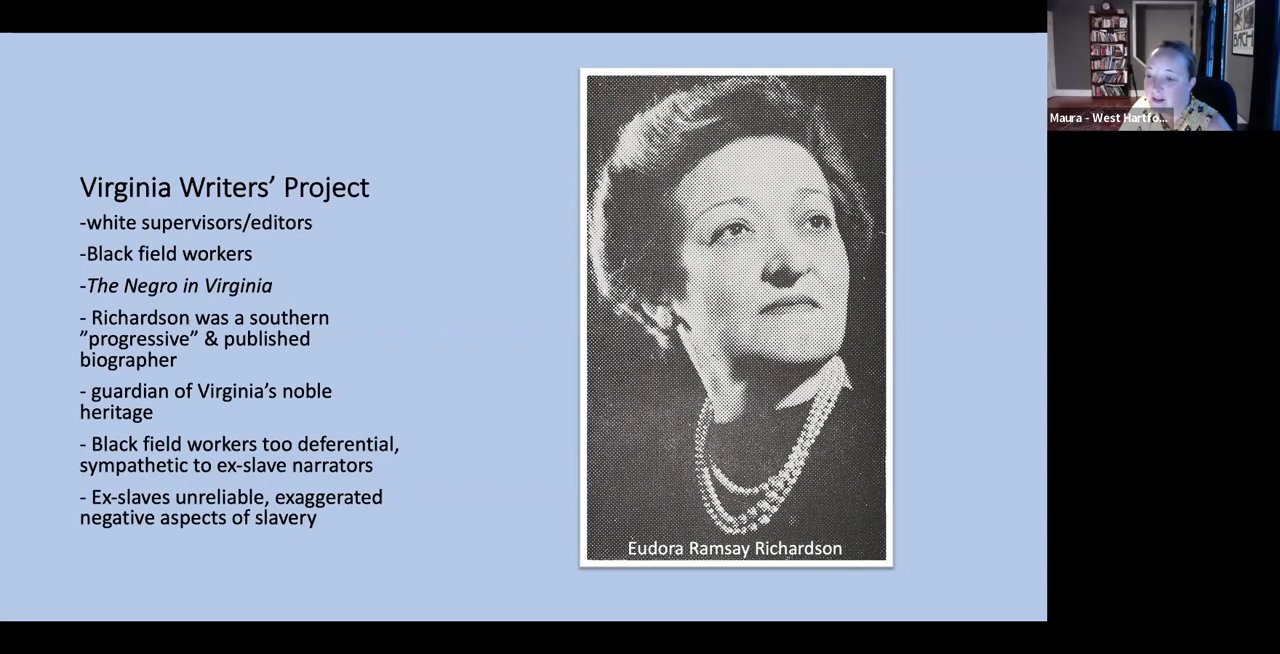 Virginia Writers’ Project
-white supervisors/editors
-Black field workers
-The Negro in Virginia
- Richardson was a southern
”progressive” & published
biographer
- guardian of Virginia’s noble
heritage
- Black field workers too deferential,
sympathetic to ex-slave narrators
- Ex-slaves unreliable, exaggerated
negative aspects of slavery
Eudora Ramsay Richardson
Maura - West Hartfo...